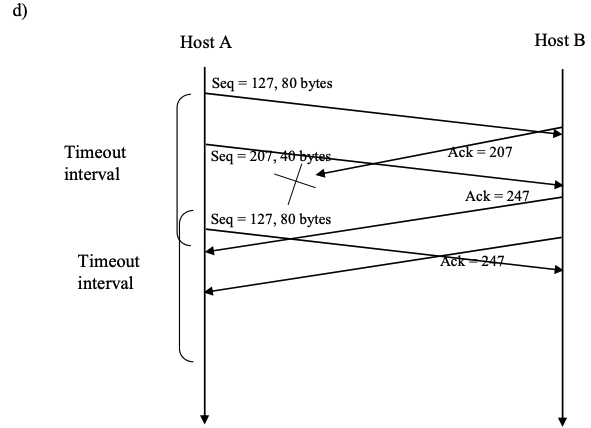 d)
Host A
Host B
Seq = 127, 80 bytes
Timeout
interval
Seq = 207, 40 bytes
Ack = 207
Ack = 247
Seq = 127, 80 bytes
Timeout
interval
Ack = 247